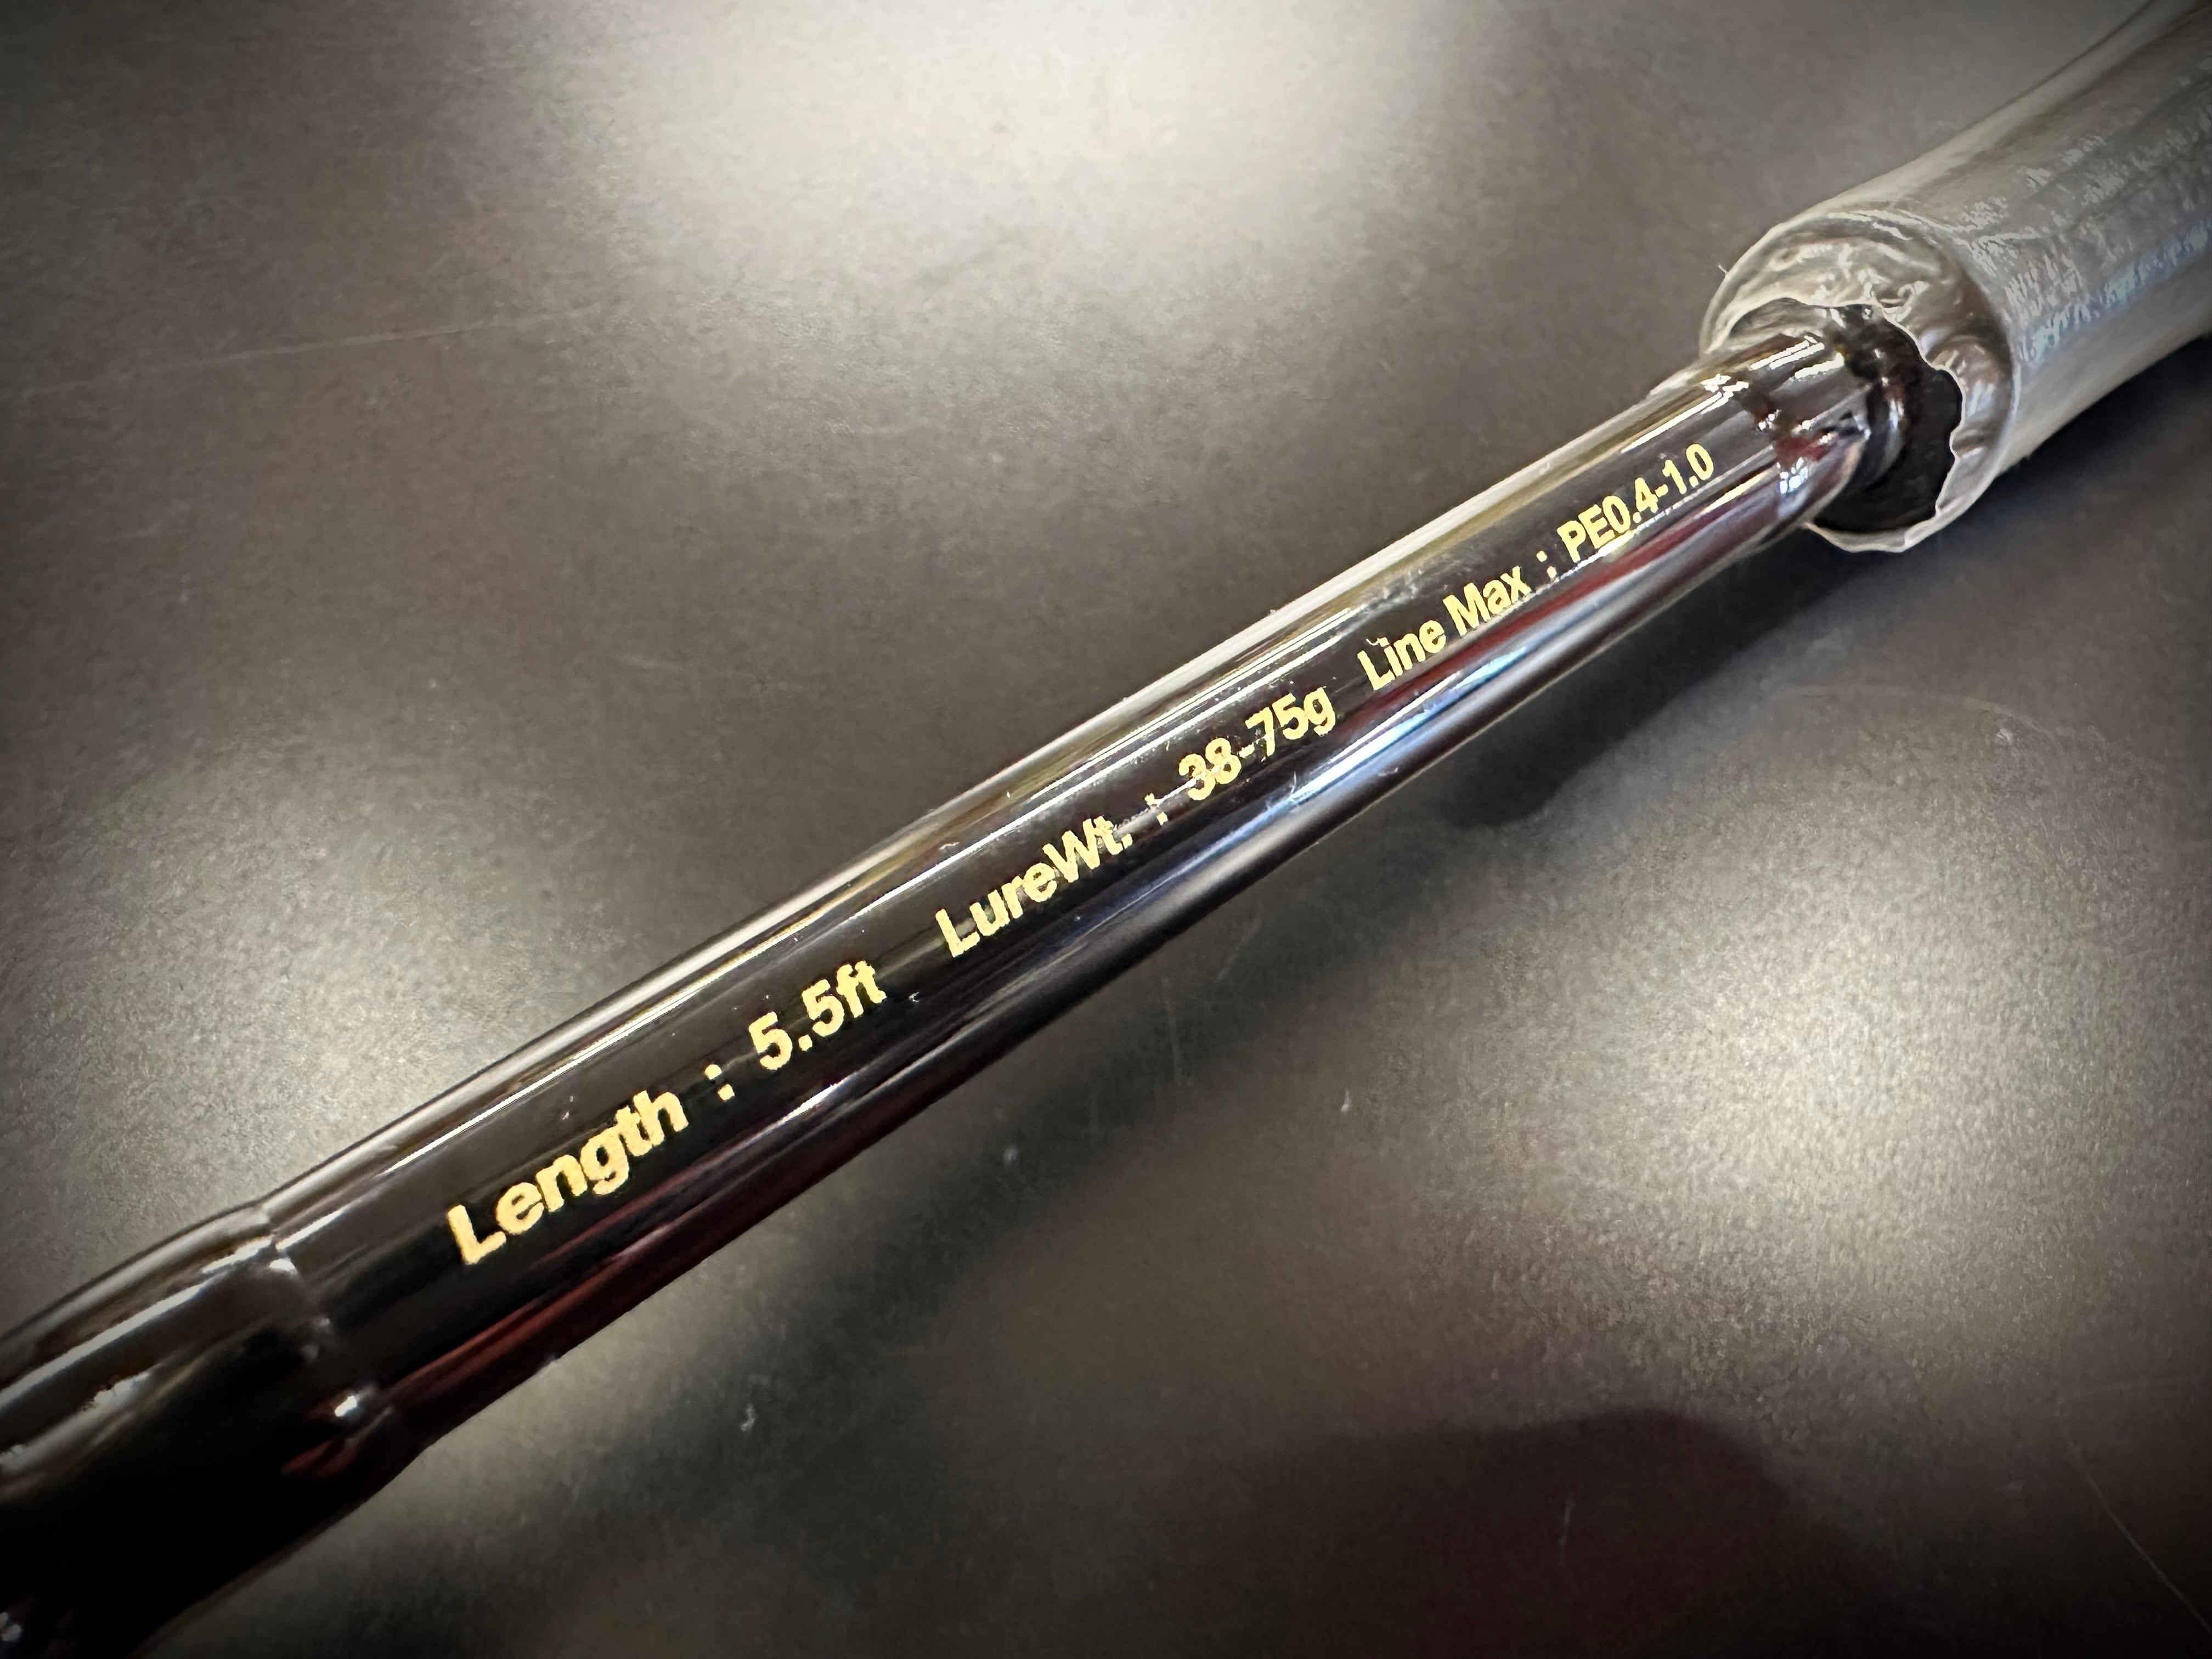 Length : 5.5ft LureWt. : 38-75g Line Max : PE0.4-1.0